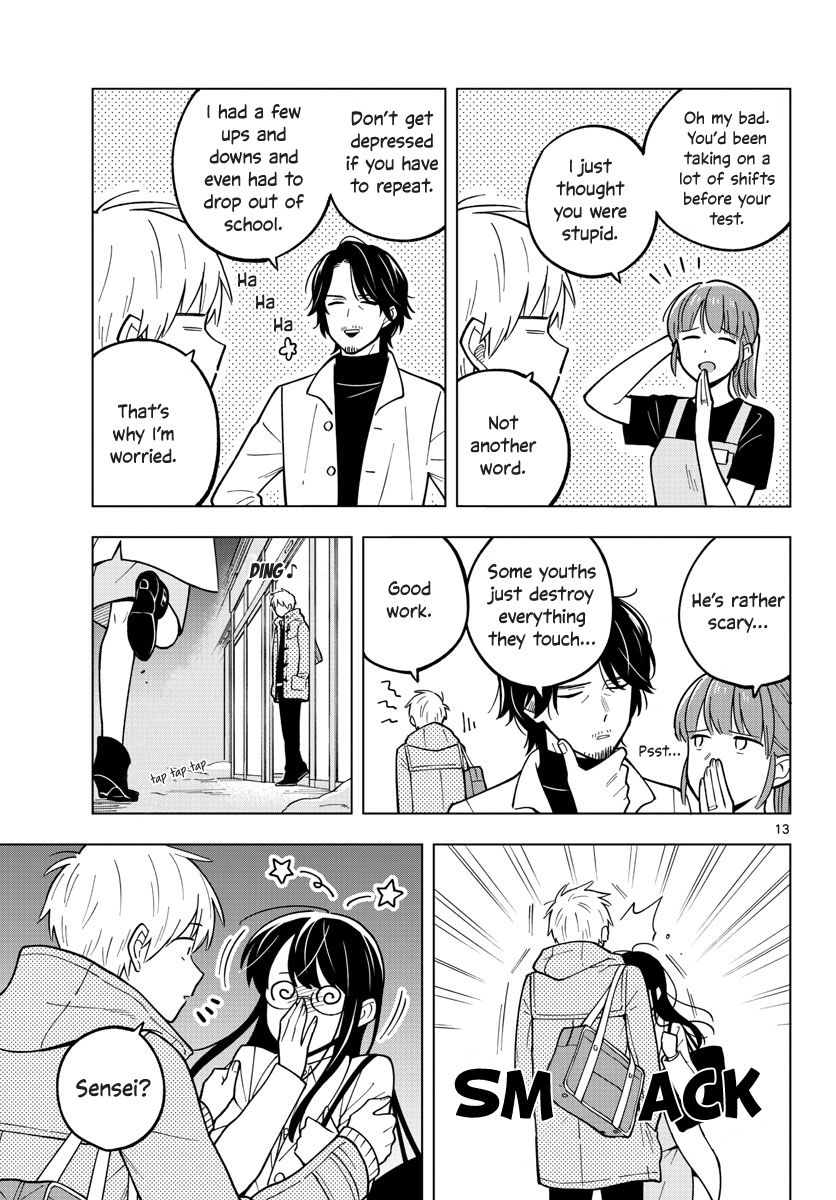 Oh my bad.
You'd been
taking on a
lot of shifts
before your
test.
I just
thought
you were
stupid.
Not
another
word.
Don't get
depressed
if you have
to repeat.
I had a few
ups and
downs and
even had to
drop out of
school.
Ha
Ha
Ha
That's
why I'm
worried.
He's rather
scary...
Psst...
Some youths
just destroy
everything
they touch...
Good
work.
DING♪
tap tap tap
13
SMACK
Sensei?